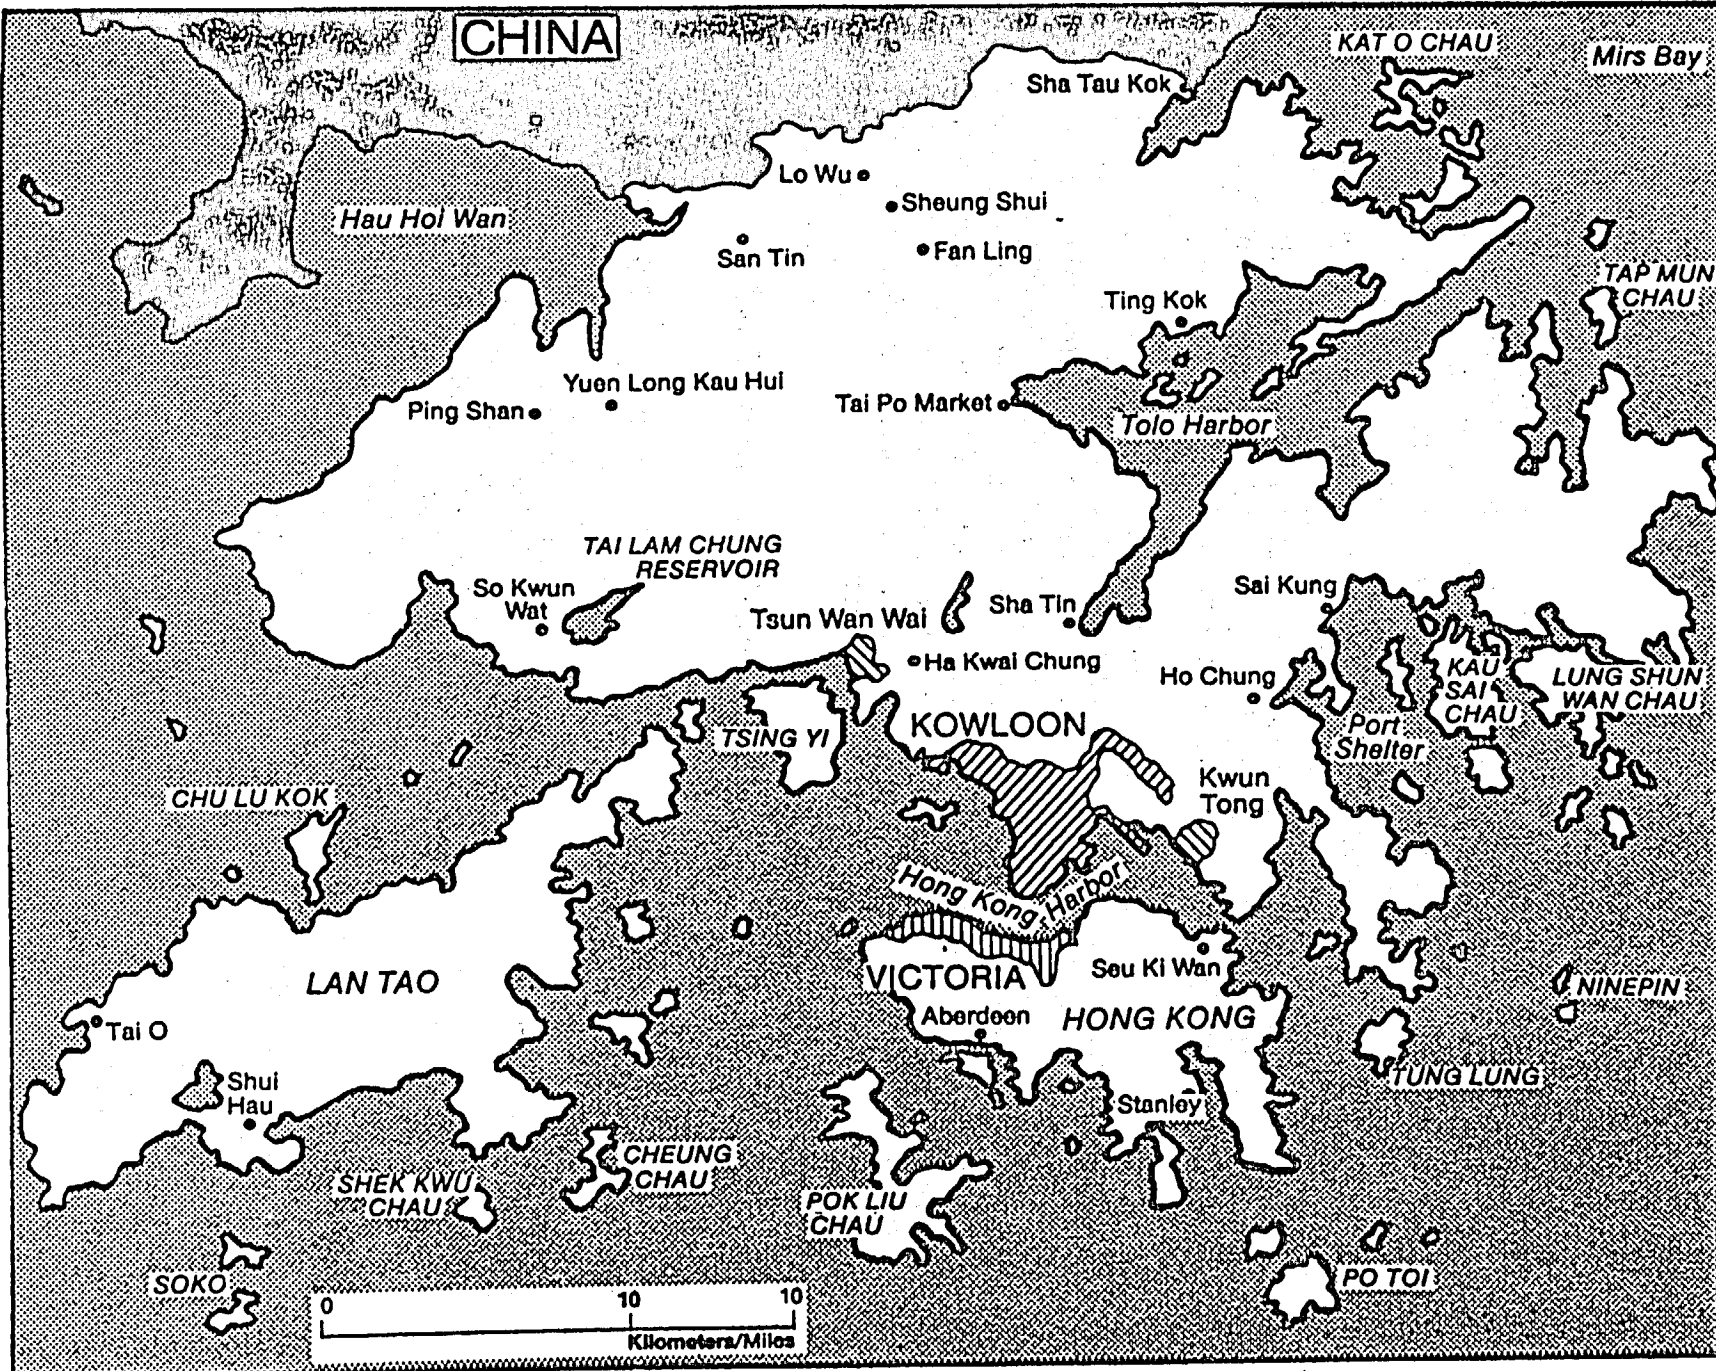 CHINA
KAT O CHAU
Mirs Bay
Sha Tau Kok
Lo Wu
Sheung Shui
Hau Hoi Wan
San Tin
Fan Ling
TAP MUN
CHAU
Ting Kok
Yuen Long Kau Hui
Ping Shan
Tai Po Market
Tolo Harbor
TAI LAM CHUNG
RESERVOIR
So Kwun
Wat
Tsun Wan Wai
Sha Tin
Sai Kung
Ha Kwai Chung
Ho Chung
KAU
SAI
CHAU
LUNG SHUN
WAN CHAU
KOWLOON
TSING YI
Port
Shelter
Kwun
Tong
CHU LU KOK
Hong Kong Harbor
LAN TAO
VICTORIA
Sou Ki Wan
NINEPIN
Tai O
Aberdeen
HONG KONG
Shui
Hau
TUNG LUNG
Stanley
CHEUNG
CHAU
SHEK KWU
CHAU
POK LIU
CHAU
SOKO
PO TOI
0 10 10
Kilometers/Miles